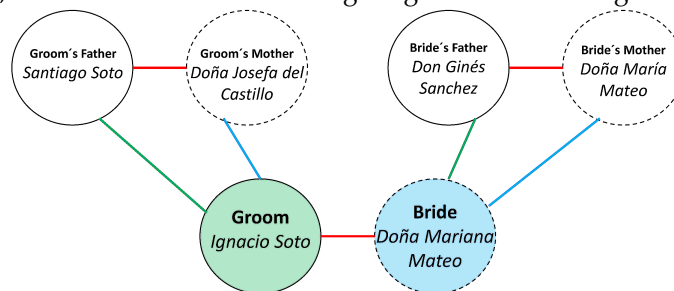 Groom´s Father
Santiago Soto
Groom´s Mother
Doña Josefa del
Castillo
Bride´s Father
Don Ginés
Sanchez
Bride´s Mother
Doña María
Mateo
Groom
Ignacio Soto
Bride
Doña Mariana
Mateo